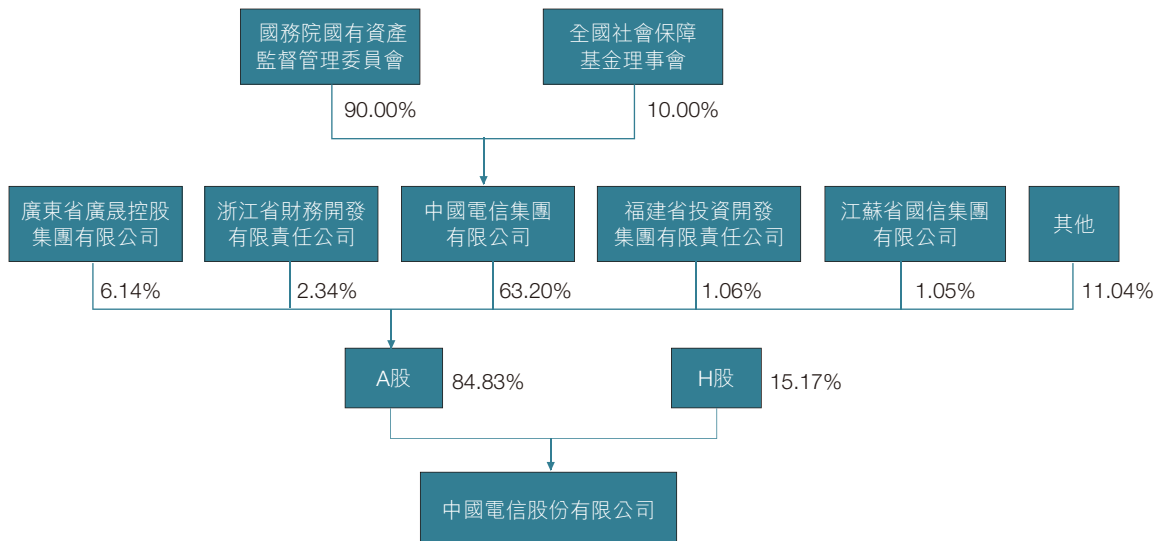 國務院國有資產
監督管理委員會
全國社會保障
基金理事會
90.00%
10.00%
廣東省廣晟控股
集團有限公司
浙江省財務開發
有限責任公司
中國電信集團
有限公司
福建省投資開發
集團有限責任公司
江蘇省國信集團
有限公司
其他
6.14%
2.34%
63.20%
1.06%
1.05%
11.04%
A股
84.83%
H股
15.17%
中國電信股份有限公司